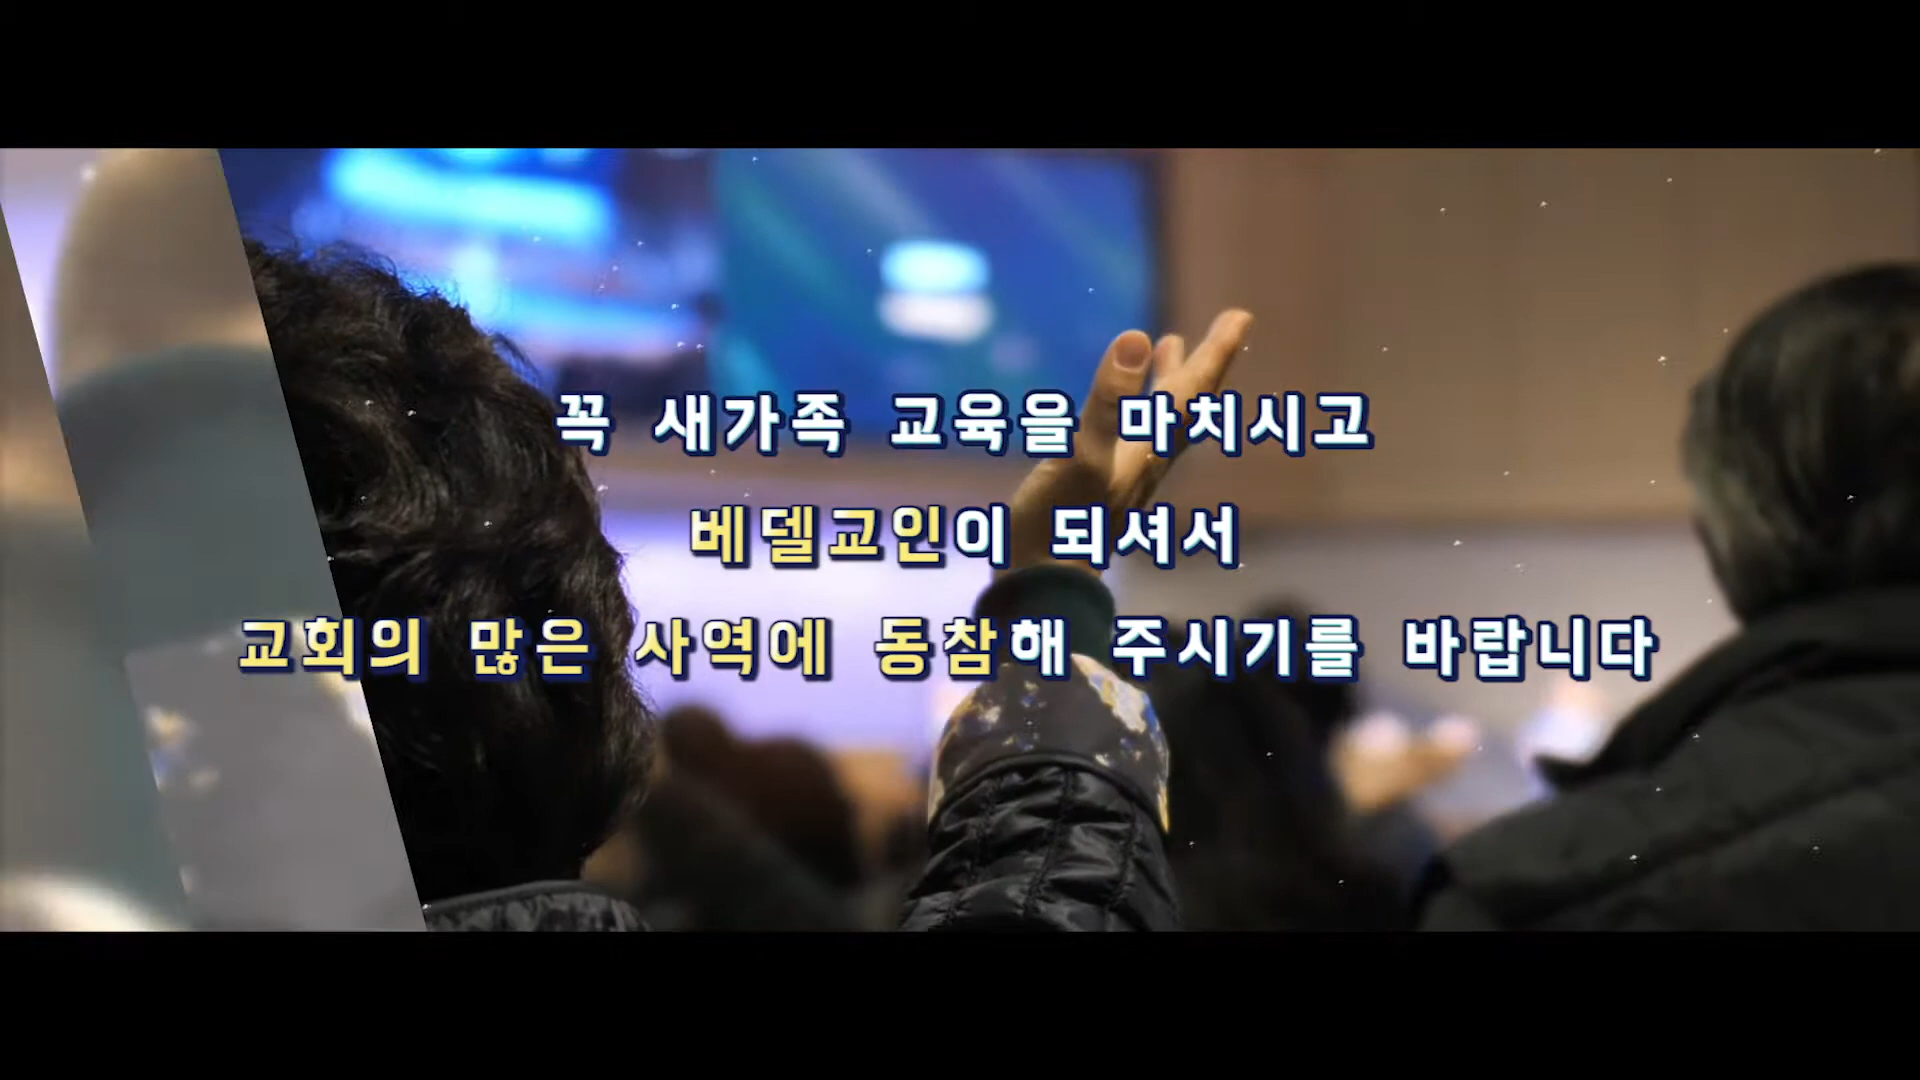 꼭 새가족 교육을 마치시고
베델교인이 되셔서
교회의 많은 사역에 동참해 주시기를 바랍니다